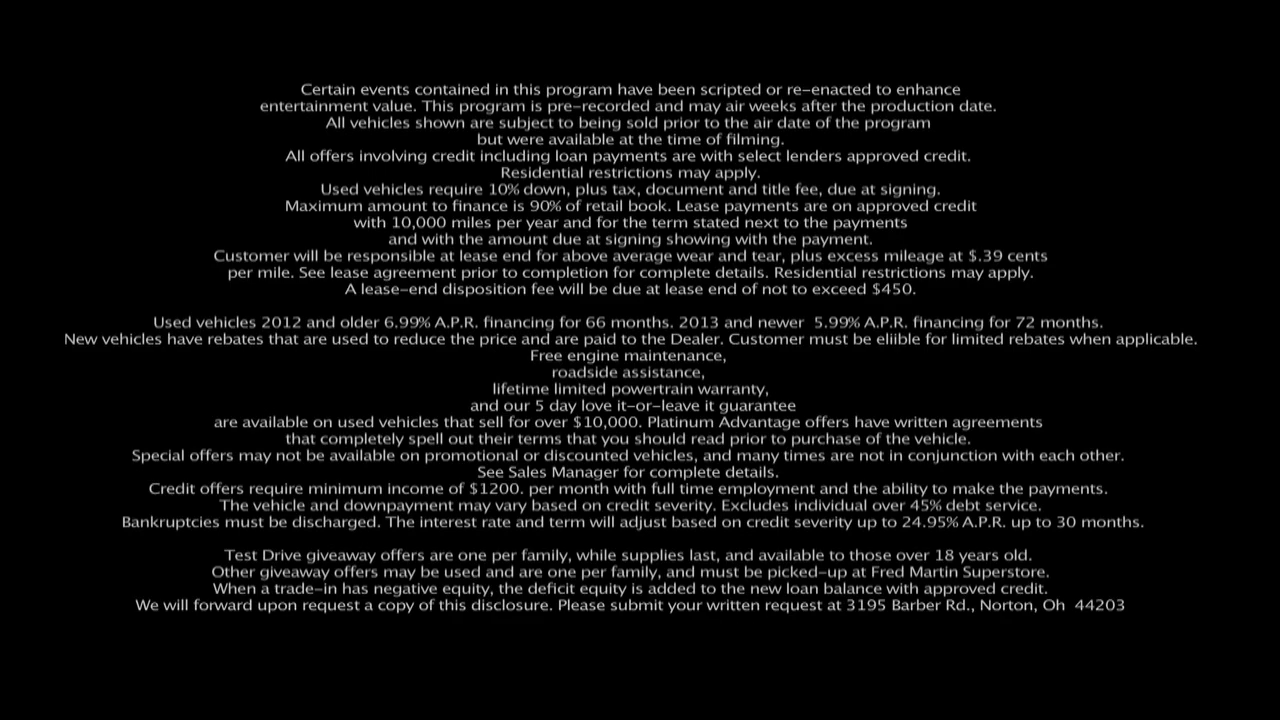 Certain events contained in this program have been scripted or re-enacted to enhance
entertainment value. This program is pre-recorded and may air weeks after the production date.
All vehicles shown are subject to being sold prior to the air date of the program
but were available at the time of filming.
All offers involving credit including loan payments are with select lenders approved credit.
Residential restrictions may apply.
Used vehicles require 10% down, plus tax, document and title fee, due at signing.
Maximum amount to finance is 90% of retail book. Lease payments are on approved credit
with 10,000 miles per year and for the term stated next to the payments
and with the amount due at signing showing with the payment.
Customer will be responsible at lease end for above average wear and tear, plus excess mileage at $.39 cents
per mile. See lease agreement prior to completion for complete details. Residential restrictions may apply.
A lease-end disposition fee will be due at lease end of not to exceed $450.
Used vehicles 2012 and older 6.99% A.P.R. financing for 66 months. 2013 and newer 5.99% A.P.R. financing for 72 months.
New vehicles have rebates that are used to reduce the price and are paid to the Dealer. Customer must be eliible for limited rebates when applicable.
Free engine maintenance,
roadside assistance,
lifetime limited powertrain warranty,
and our 5 day love it-or-leave it guarantee
are available on used vehicles that sell for over $10,000. Platinum Advantage offers have written agreements
that completely spell out their terms that you should read prior to purchase of the vehicle.
Special offers may not be available on promotional or discounted vehicles, and many times are not in conjunction with each other.
See Sales Manager for complete details.
Credit offers require minimum income of $1200. per month with full time employment and the ability to make the payments.
The vehicle and downpayment may vary based on credit severity. Excludes individual over 45% debt service.
Bankruptcies must be discharged. The interest rate and term will adjust based on credit severity up to 24.95% A.P.R. up to 30 months.
Test Drive giveaway offers are one per family, while supplies last, and available to those over 18 years old.
Other giveaway offers may be used and are one per family, and must be picked-up at Fred Martin Superstore.
When a trade-in has negative equity, the deficit equity is added to the new loan balance with approved credit.
We will forward upon request a copy of this disclosure. Please submit your written request at 3195 Barber Rd., Norton, Oh 44203